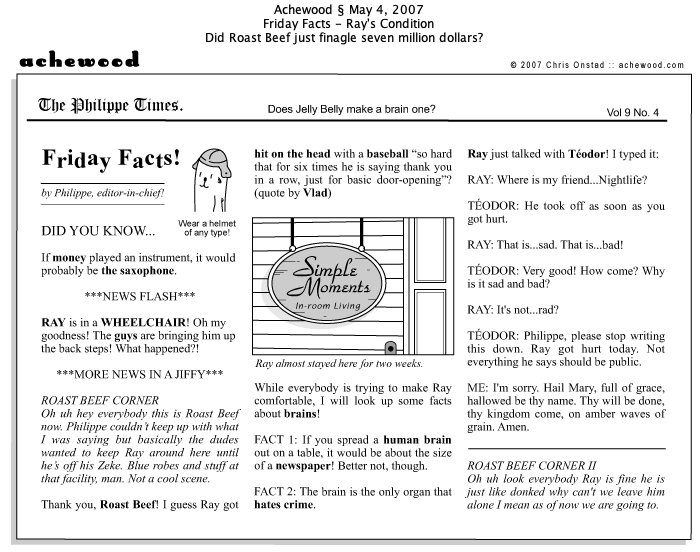 Achewood § May 4, 2007
Friday Facts - Ray's Condition
Did Roast Beef just finagle seven million dollars?
achewood
© 2007 Chris Onstad :: achewood.com
The Philippe Times.
Does Jelly Belly make a brain one?
Vol 9 No. 4
Friday Facts!
by Philippe, editor-in-chief!
Wear a helmet
of any type!
DID YOU KNOW...
If money played an instrument, it would
probably be the saxophone.
***NEWS FLASH***
RAY is in a WHEELCHAIR! Oh my
goodness! The guys are bringing him up
the back steps! What happened?!
***MORE NEWS IN A JIFFY***
ROAST BEEF CORNER
Oh uh hey everybody this is Roast Beef
now. Philippe couldn't keep up with what
I was saying but basically the dudes
wanted to keep Ray around here until
he's off his Zeke. Blue robes and stuff at
that facility, man. Not a cool scene.
Thank you, Roast Beef! I guess Ray got
hit on the head with a baseball "so hard
that for six times he is saying thank you
in a row, just for basic door-opening"?
(quote by Vlad)
Simple
Moments
In-room Living
Ray almost stayed here for two weeks.
While everybody is trying to make Ray
comfortable, I will look up some facts
about brains!
FACT 1: If you spread a human brain
out on a table, it would be about the size
of a newspaper! Better not, though.
FACT 2: The brain is the only organ that
hates crime.
Ray just talked with Téodor! I typed it:
RAY: Where is my friend...Nightlife?
TÉODOR: He took off as soon as you
got hurt.
RAY: That is...sad. That is...bad!
TÉODOR: Very good! How come? Why
is it sad and bad?
RAY: It's not...rad?
TÉODOR: Philippe, please stop writing
this down. Ray got hurt today. Not
everything he says should be public.
ME: I'm sorry. Hail Mary, full of grace,
hallowed be thy name. Thy will be done,
thy kingdom come, on amber waves of
grain. Amen.
ROAST BEEF CORNER II
Oh uh look everybody Ray is fine he is
just like donked why can't we leave him
alone I mean as of now we are going to.